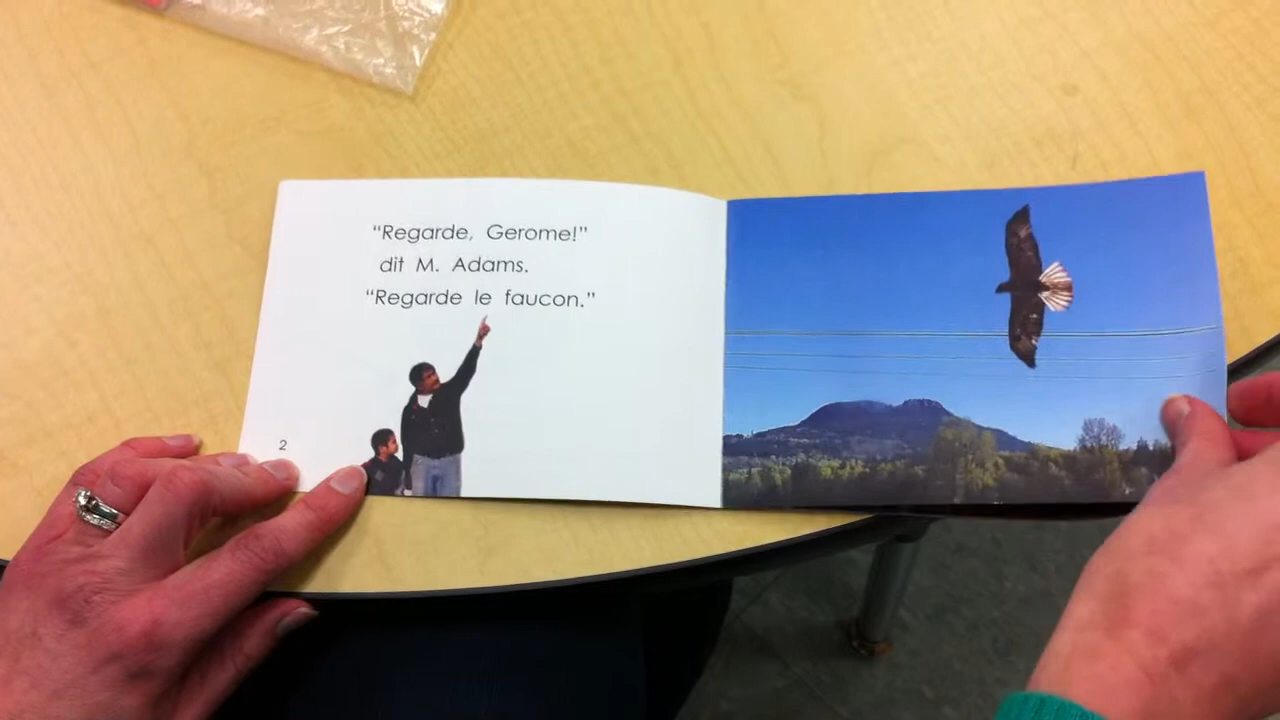 “Regarde, Gerome!”
dit M. Adams.
“Regarde le faucon.”
2